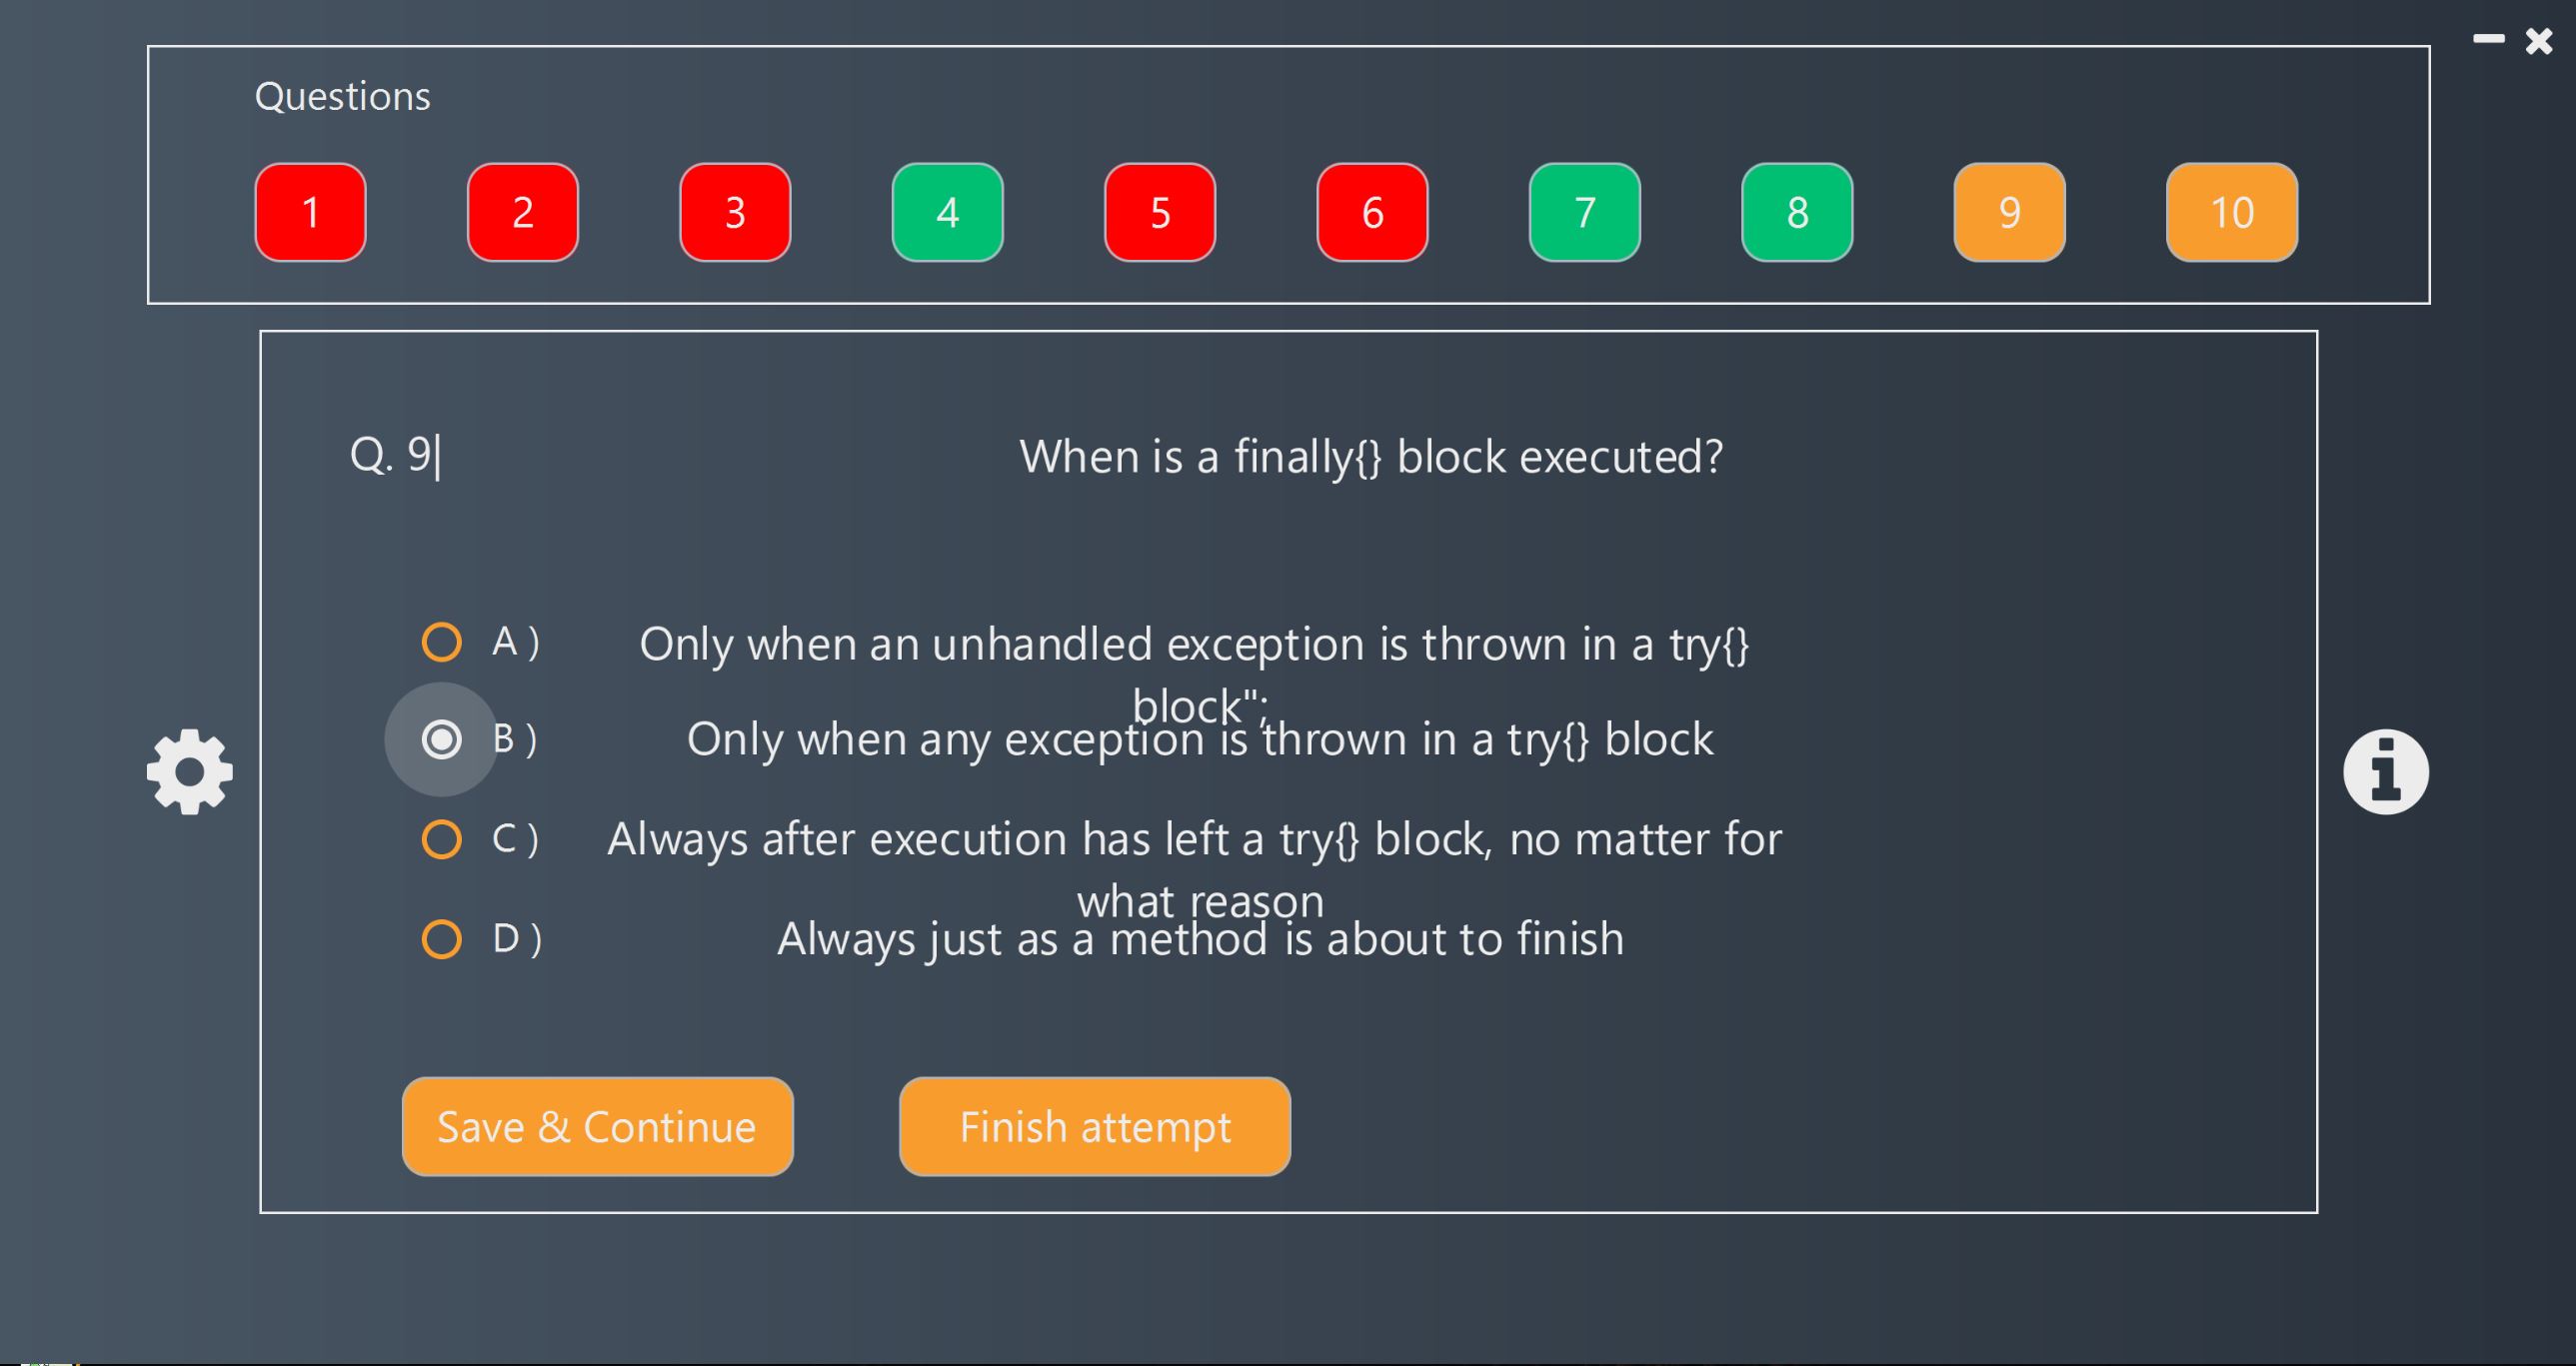 Questions
1 2 3 4 5 6 7 8 9 10
Q. 9|
When is a finally{} block executed?
A ) Only when an unhandled exception is thrown in a try{}
block";
B ) Only when any exception is thrown in a try{} block
C ) Always after execution has left a try{} block, no matter for
what reason
D ) Always just as a method is about to finish
Save & Continue Finish attempt